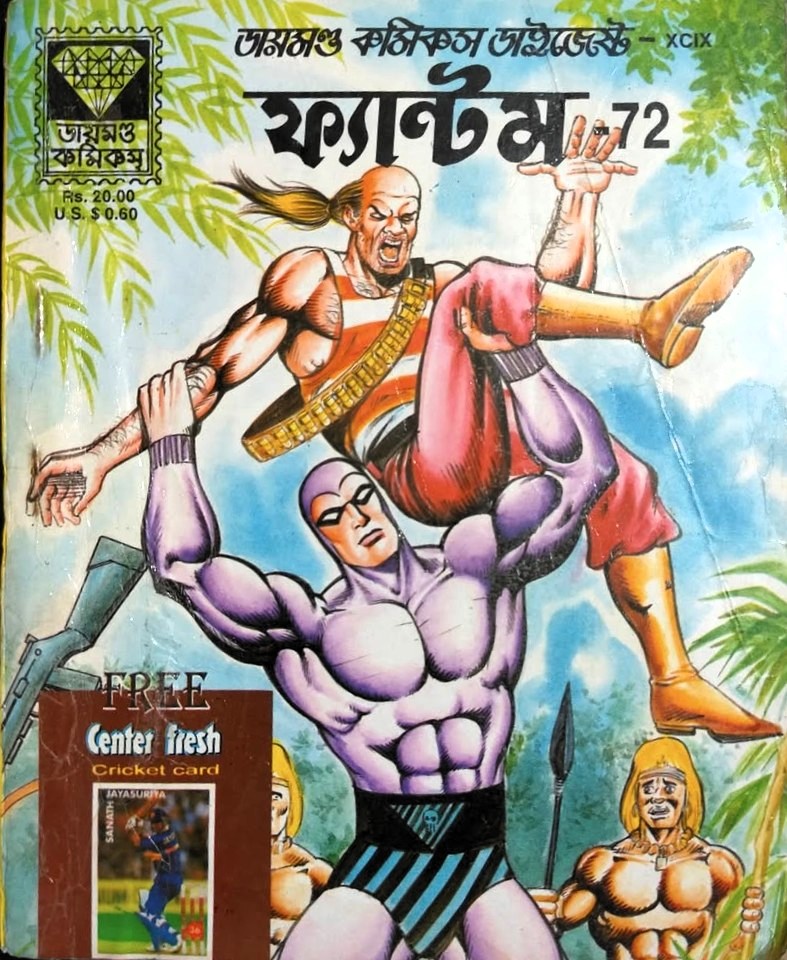 ডায়মণ্ড কমিকস ডাইজেস্ট - XCIX
ফ্যান্টম -72
ডায়মণ্ড
কমিকস্
Rs. 20.00
U.S. $ 0.60
FREE
Center fresh
Cricket card
SANATH JAYASURIYA
36